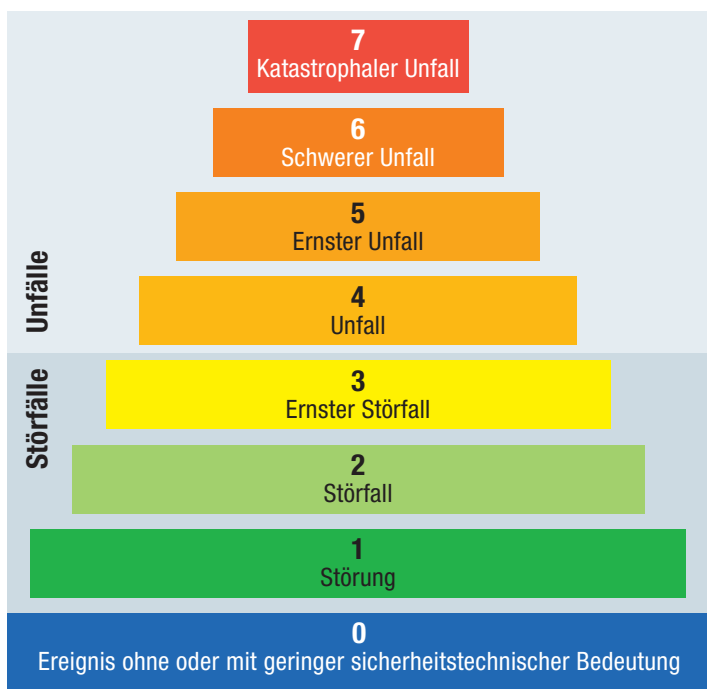 7
Katastrophaler Unfall
6
Schwerer Unfall
5
Ernster Unfall
4
Unfall
Unfälle
3
Ernster Störfall
2
Störfall
Störfälle
1
Störung
0
Ereignis ohne oder mit geringer sicherheitstechnischer Bedeutung